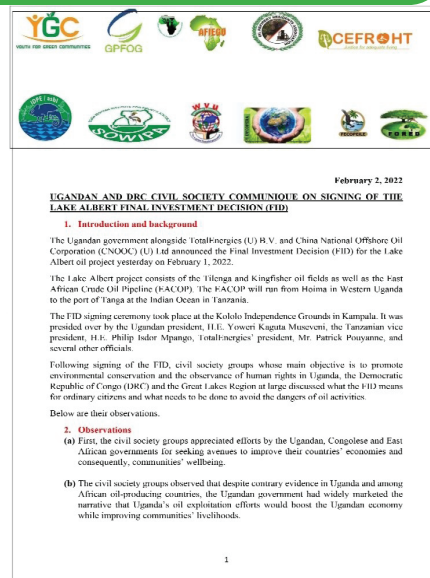 YGC
YOUTH FOR GREEN COMMUNITIES
GPFOG
AFIEGO
CEFROHT
SOWIPA
W.V.U
FECOPEILE
FORED
February 2, 2022
UGANDAN AND DRC CIVIL SOCIETY COMMUNIQUE ON SIGNING OF THE
LAKE ALBERT FINAL INVESTMENT DECISION (FID)
1. Introduction and background
The Ugandan government alongside TotalEnergies (U) B.V. and China National Offshore Oil
Corporation (CNOOC) (U) Ltd announced the Final Investment Decision (FID) for the Lake
Albert oil project yesterday on February 1, 2022.
The Lake Albert project consists of the Tilenga and Kingfisher oil fields as well as the East
African Crude Oil Pipeline (EACOP). The EACOP will run from Hoima in Western Uganda
to the port of Tanga at the Indian Ocean in Tanzania.
The FID signing ceremony took place at the Kololo Independence Grounds in Kampala. It was
presided over by the Ugandan president, H.E. Yoweri Kaguta Museveni, the Tanzanian vice
president, H.E. Philip Isdor Mpango, TotalEnergies' president, Mr. Patrick Pouyanne, and
several other officials.
Following signing of the FID, civil society groups whose main objective is to promote
environmental conservation and the observance of human rights in Uganda, the Democratic
Republic of Congo (DRC) and the Great Lakes Region at large discussed what the FID means
for ordinary citizens and what needs to be done to avoid the dangers of oil activities.
Below are their observations.
2. Observations
(a) First, the civil society groups appreciated efforts by the Ugandan, Congolese and East
African governments for seeking avenues to improve their countries' economies and
consequently, communities' wellbeing.
(b) The civil society groups observed that despite contrary evidence in Uganda and among
African oil-producing countries, the Ugandan government had widely marketed the
narrative that Uganda's oil exploitation efforts would boost the Ugandan economy
while improving communities' livelihoods.
1